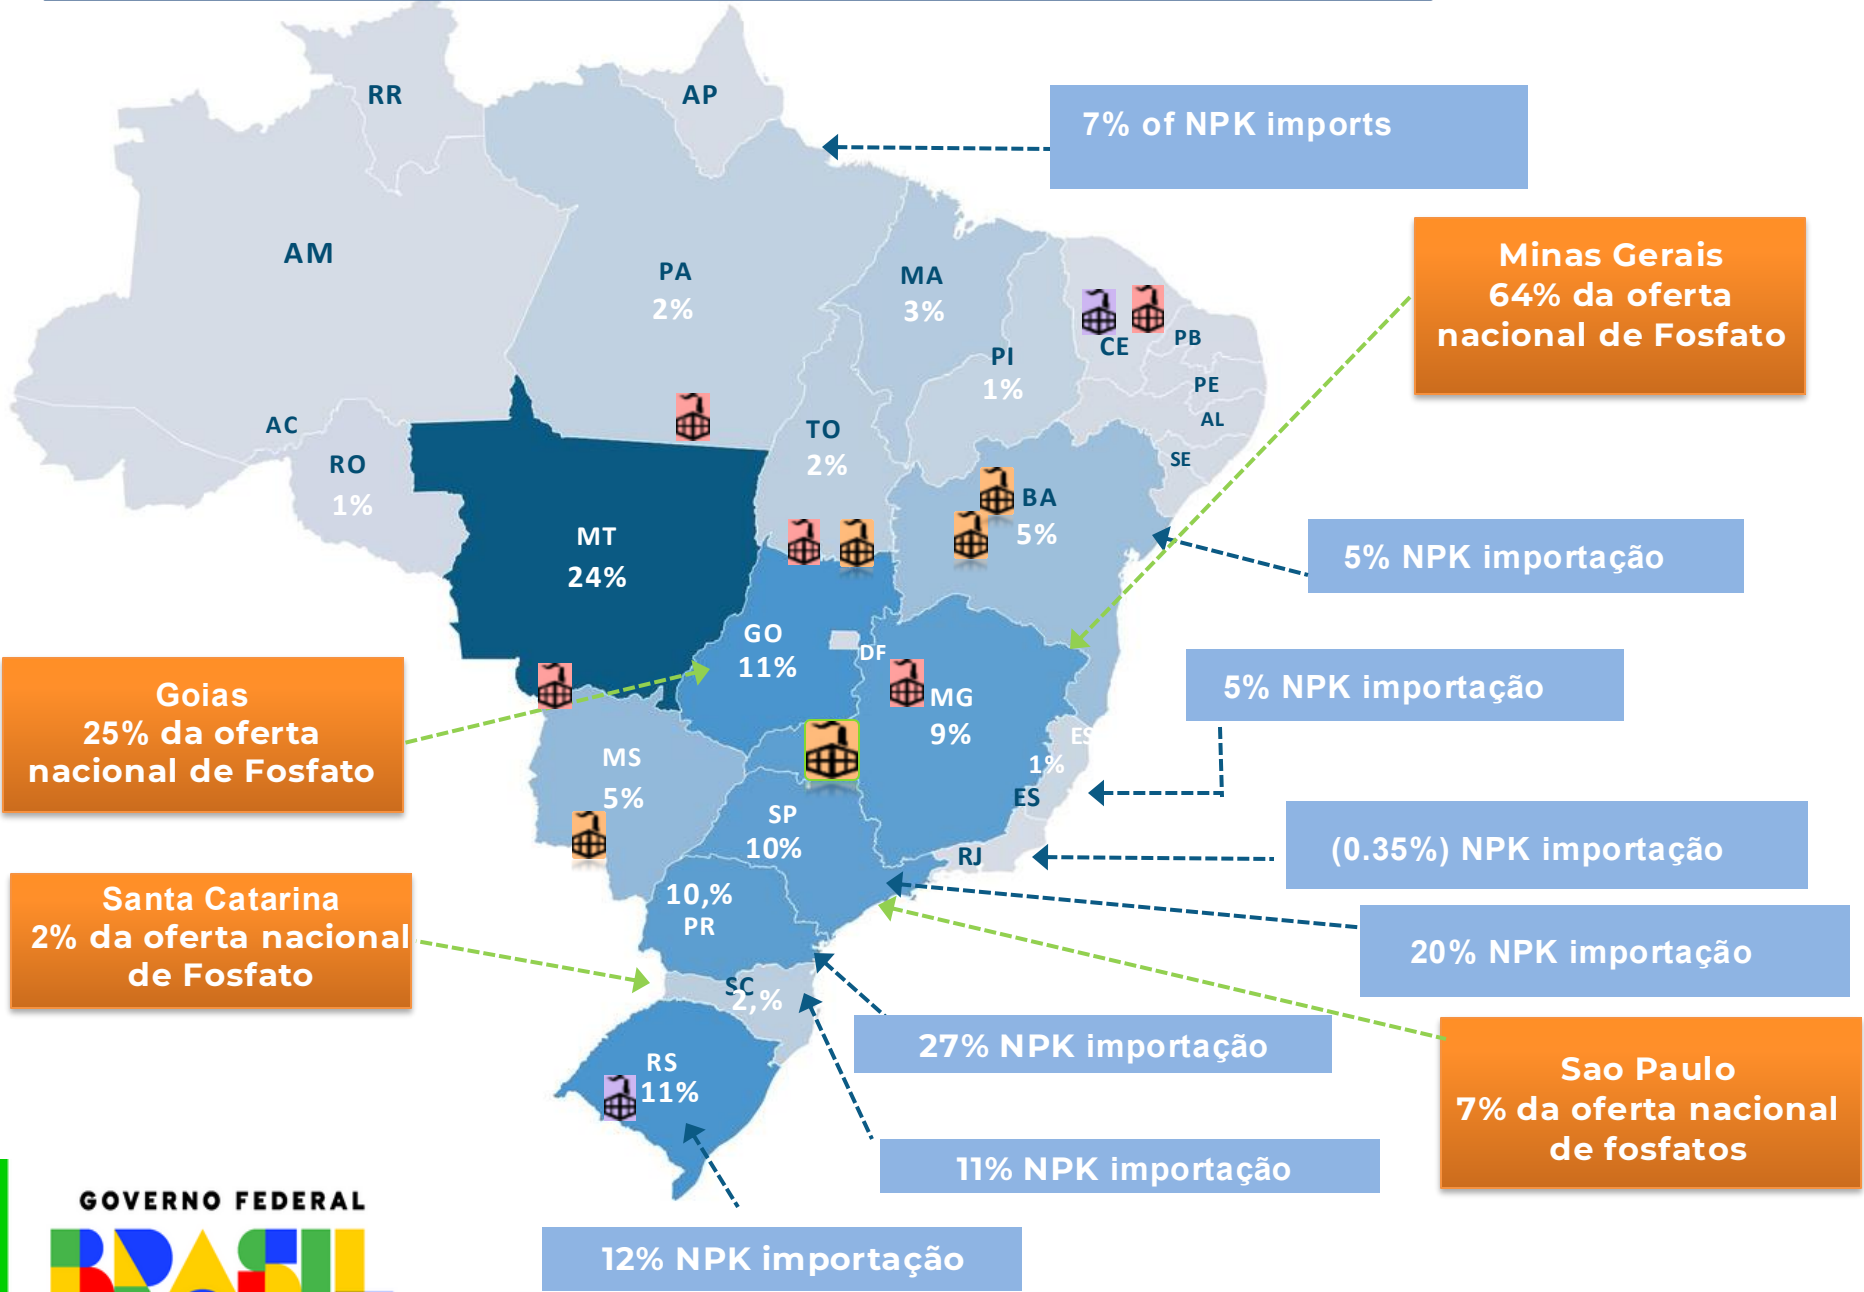 RR
AP
7% of NPK imports
AM
PA
2%
MA
3%
Minas Gerais
64% da oferta
nacional de Fosfato
CE
PB
PI
1%
PE
AL
AC
TO
2%
SE
RO
1%
BA
5%
MT
24%
5% NPK importação
GO
11%
DF
5% NPK importação
Goias
25% da oferta
nacional de Fosfato
MG
9%
ES
1%
ES
MS
5%
SP
10%
RJ
(0.35%) NPK importação
Santa Catarina
2% da oferta nacional
de Fosfato
10,%
PR
20% NPK importação
SC
2,%
27% NPK importação
RS
11%
Sao Paulo
7% da oferta nacional
de fosfatos
11% NPK importação
GOVERNO FEDERAL
BRASIL
12% NPK importação